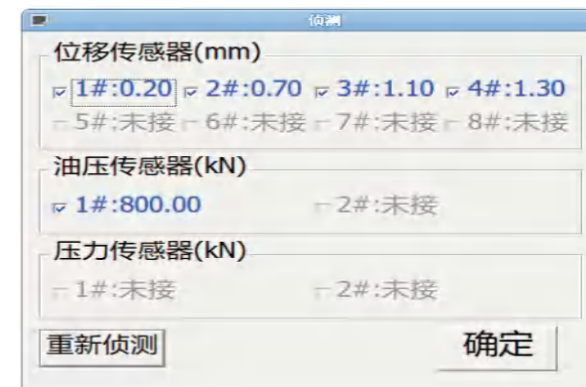 侦测
位移传感器(mm)
1#:0.20 2#:0.70 3#:1.10 4#:1.30
5#:未接 6#:未接 7#:未接 8#:未接
油压传感器(kN)
1#:800.00 2#:未接
压力传感器(kN)
1#:未接 2#:未接
重新侦测 确定